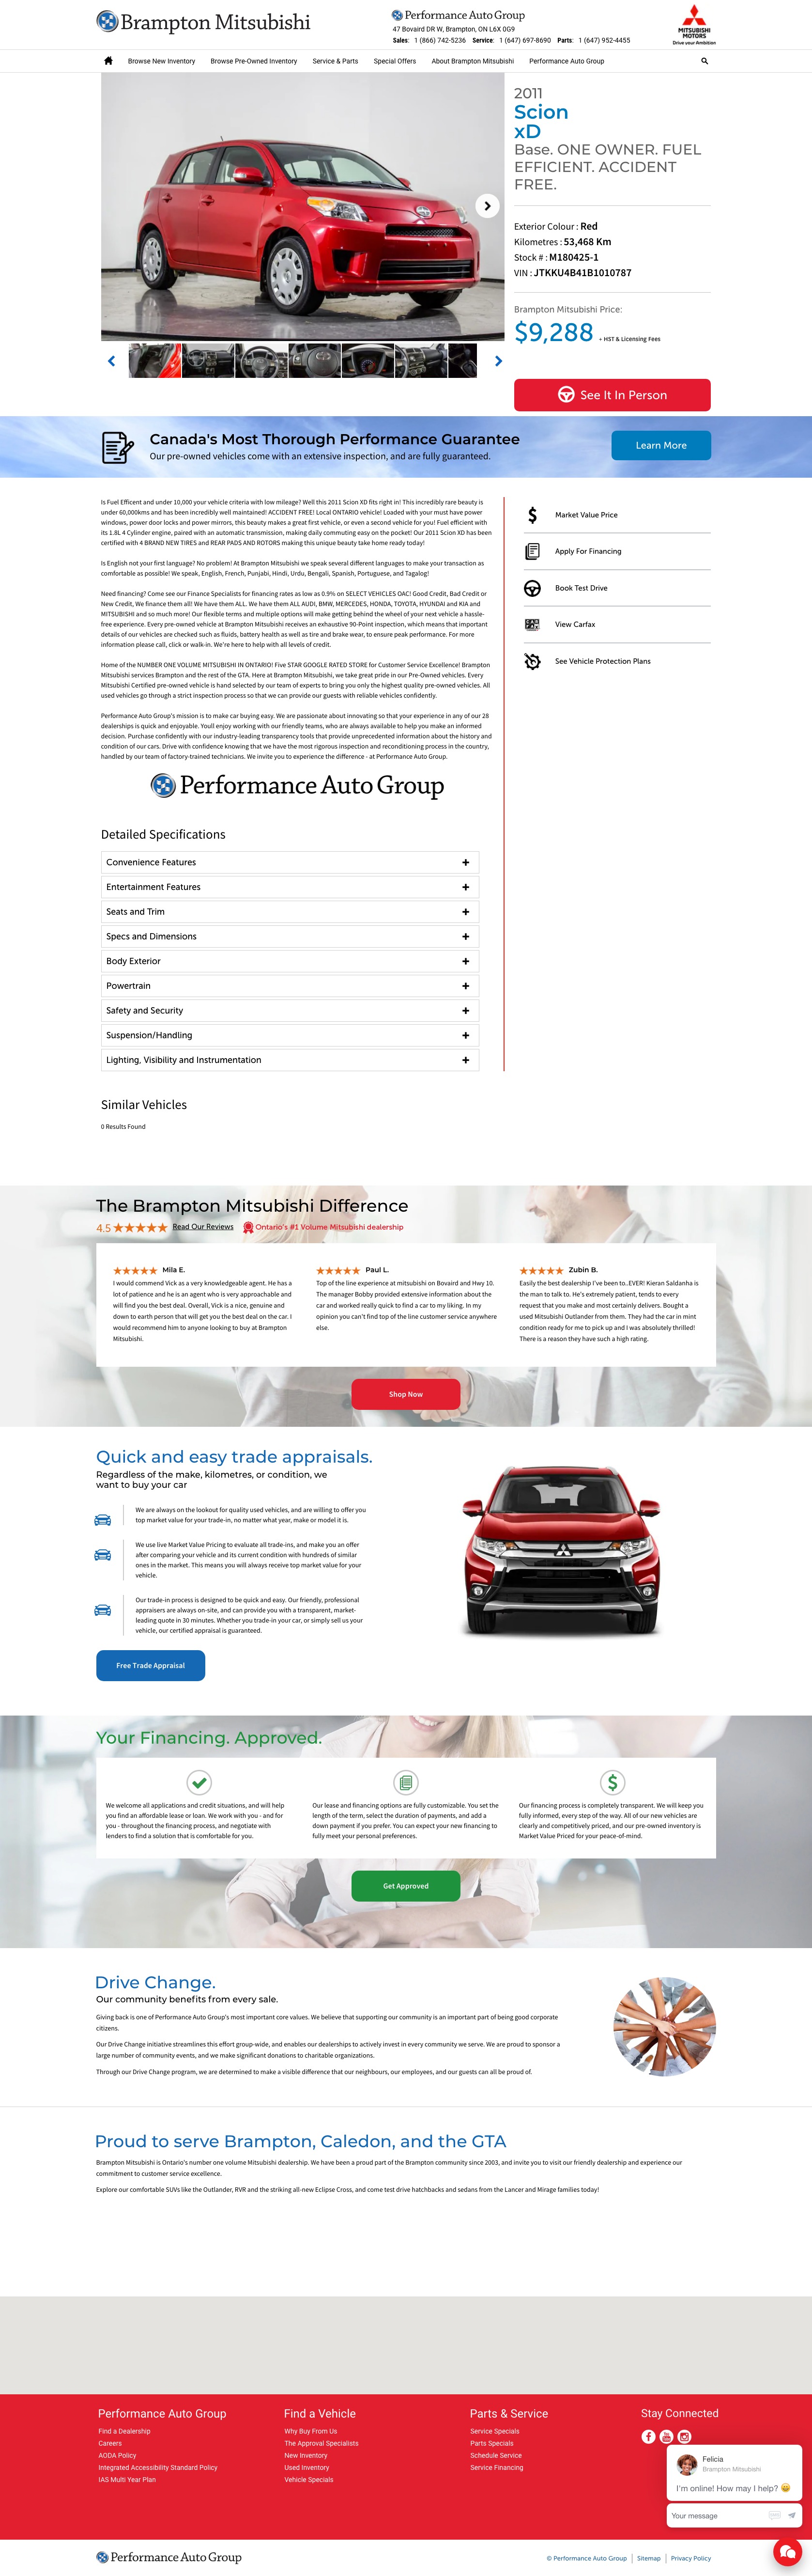 Brampton Mitsubishi
Performance Auto Group
47 Bovaird DR W, Brampton, ON L6X 0G9
Sales: 1 (866) 742-5236 Service: 1 (647) 697-8690 Parts: 1 (647) 952-4455
MITSUBISHI
MOTORS
Drive your Ambition
Browse New Inventory Browse Pre-Owned Inventory Service & Parts Special Offers About Brampton Mitsubishi Performance Auto Group
2011
Scion
xD
Base. ONE OWNER. FUEL
EFFICIENT. ACCIDENT
FREE.
Exterior Colour : Red
Kilometres : 53,468 Km
Stock # : M180425-1
VIN : JTKKU4B41B1010787
Brampton Mitsubishi Price:
$9,288 + HST & Licensing Fees
See It In Person
Canada's Most Thorough Performance Guarantee
Our pre-owned vehicles come with an extensive inspection, and are fully guaranteed.
Learn More
Is Fuel Efficent and under 10,000 your vehicle criteria with low mileage? Well this 2011 Scion XD fits right in! This incredibly rare beauty is
under 60,000kms and has been incredibly well maintained! ACCIDENT FREE! Local ONTARIO vehicle! Loaded with your must have power
windows, power door locks and power mirrors, this beauty makes a great first vehicle, or even a second vehicle for you! Fuel efficient with
its 1.8L 4 Cylinder engine, paired with an automatic transmission, making daily commuting easy on the pocket! Our 2011 Scion XD has been
certified with 4 BRAND NEW TIRES and REAR PADS AND ROTORS making this unique beauty take home ready today!
Is English not your first language? No problem! At Brampton Mitsubishi we speak several different languages to make your transaction as
comfortable as possible! We speak, English, French, Punjabi, Hindi, Urdu, Bengali, Spanish, Portuguese, and Tagalog!
Need financing? Come see our Finance Specialists for financing rates as low as 0.9% on SELECT VEHICLES OAC! Good Credit, Bad Credit or
New Credit, We finance them all! We have them ALL. We have them ALL AUDI, BMW, MERCEDES, HONDA, TOYOTA, HYUNDAI and KIA and
MITSUBISHI and so much more! Our flexible terms and multiple options will make getting behind the wheel of your next vehicle a hassle-
free experience. Every pre-owned vehicle at Brampton Mitsubishi receives an exhaustive 90-Point inspection, which means that important
details of our vehicles are checked such as fluids, battery health as well as tire and brake wear, to ensure peak performance. For more
information please call, click or walk-in. We're here to help with all levels of credit.
Home of the NUMBER ONE VOLUME MITSUBISHI IN ONTARIO! Five STAR GOOGLE RATED STORE for Customer Service Excellence! Brampton
Mitsubishi services Brampton and the rest of the GTA. Here at Brampton Mitsubishi, we take great pride in our Pre-Owned vehicles. Every
Mitsubishi Certified pre-owned vehicle is hand selected by our team of experts to bring you only the highest quality pre-owned vehicles. All
used vehicles go through a strict inspection process so that we can provide our guests with reliable vehicles confidently.
Performance Auto Group's mission is to make car buying easy. We are passionate about innovating so that your experience in any of our 28
dealerships is quick and enjoyable. Youll enjoy working with our friendly teams, who are always available to help you make an informed
decision. Purchase confidently with our industry-leading transparency tools that provide unprecedented information about the history and
condition of our cars. Drive with confidence knowing that we have the most rigorous inspection and reconditioning process in the country,
handled by our team of factory-trained technicians. We invite you to experience the difference - at Performance Auto Group.
Performance Auto Group
Market Value Price
Apply For Financing
Book Test Drive
View Carfax
See Vehicle Protection Plans
Detailed Specifications
Convenience Features
Entertainment Features
Seats and Trim
Specs and Dimensions
Body Exterior
Powertrain
Safety and Security
Suspension/Handling
Lighting, Visibility and Instrumentation
Similar Vehicles
0 Results Found
The Brampton Mitsubishi Difference
4.5 Read Our Reviews Ontario's #1 Volume Mitsubishi dealership
Mila E.
I would commend Vick as a very knowledgeable agent. He has a
lot of patience and he is an agent who is very approachable and
will find you the best deal. Overall, Vick is a nice, genuine and
down to earth person that will get you the best deal on the car. I
would recommend him to anyone looking to buy at Brampton
Mitsubishi.
Paul L.
Top of the line experience at mitsubishi on Bovaird and Hwy 10.
The manager Bobby provided extensive information about the
car and worked really quick to find a car to my liking. In my
opinion you can't find top of the line customer service anywhere
else.
Zubin B.
Easily the best dealership I've been to..EVER! Kieran Saldanha is
the man to talk to. He's extremely patient, tends to every
request that you make and most certainly delivers. Bought a
used Mitsubishi Outlander from them. They had the car in mint
condition ready for me to pick up and I was absolutely thrilled!
There is a reason they have such a high rating.
Shop Now
Quick and easy trade appraisals.
Regardless of the make, kilometres, or condition, we
want to buy your car
We are always on the lookout for quality used vehicles, and are willing to offer you
top market value for your trade-in, no matter what year, make or model it is.
We use live Market Value Pricing to evaluate all trade-ins, and make you an offer
after comparing your vehicle and its current condition with hundreds of similar
ones in the market. This means you will always receive top market value for your
vehicle.
Our trade-in process is designed to be quick and easy. Our friendly, professional
appraisers are always on-site, and can provide you with a transparent, market-
leading quote in 30 minutes. Whether you trade-in your car, or simply sell us your
vehicle, our certified appraisal is guaranteed.
Free Trade Appraisal
Your Financing. Approved.
We welcome all applications and credit situations, and will help
you find an affordable lease or loan. We work with you - and for
you - throughout the financing process, and negotiate with
lenders to find a solution that is comfortable for you.
Our lease and financing options are fully customizable. You set the
length of the term, select the duration of payments, and add a
down payment if you prefer. You can expect your new financing to
fully meet your personal preferences.
Our financing process is completely transparent. We will keep you
fully informed, every step of the way. All of our new vehicles are
clearly and competitively priced, and our pre-owned inventory is
Market Value Priced for your peace-of-mind.
Get Approved
Drive Change.
Our community benefits from every sale.
Giving back is one of Performance Auto Group's most important core values. We believe that supporting our community is an important part of being good corporate
citizens.
Our Drive Change initiative streamlines this effort group-wide, and enables our dealerships to actively invest in every community we serve. We are proud to sponsor a
large number of community events, and we make significant donations to charitable organizations.
Through our Drive Change program, we are determined to make a visible difference that our neighbours, our employees, and our guests can all be proud of.
Proud to serve Brampton, Caledon, and the GTA
Brampton Mitsubishi is Ontario's number one volume Mitsubishi dealership. We have been a proud part of the Brampton community since 2003, and invite you to visit our friendly dealership and experience our
commitment to customer service excellence.
Explore our comfortable SUVs like the Outlander, RVR and the striking all-new Eclipse Cross, and come test drive hatchbacks and sedans from the Lancer and Mirage families today!
Performance Auto Group
Find a Dealership
Careers
AODA Policy
Integrated Accessibility Standard Policy
IAS Multi Year Plan
Find a Vehicle
Why Buy From Us
The Approval Specialists
New Inventory
Used Inventory
Vehicle Specials
Parts & Service
Service Specials
Parts Specials
Schedule Service
Service Financing
Stay Connected
Felicia
Brampton Mitsubishi
I'm online! How may I help? 😀
Your message
Performance Auto Group
© Performance Auto Group Sitemap Privacy Policy